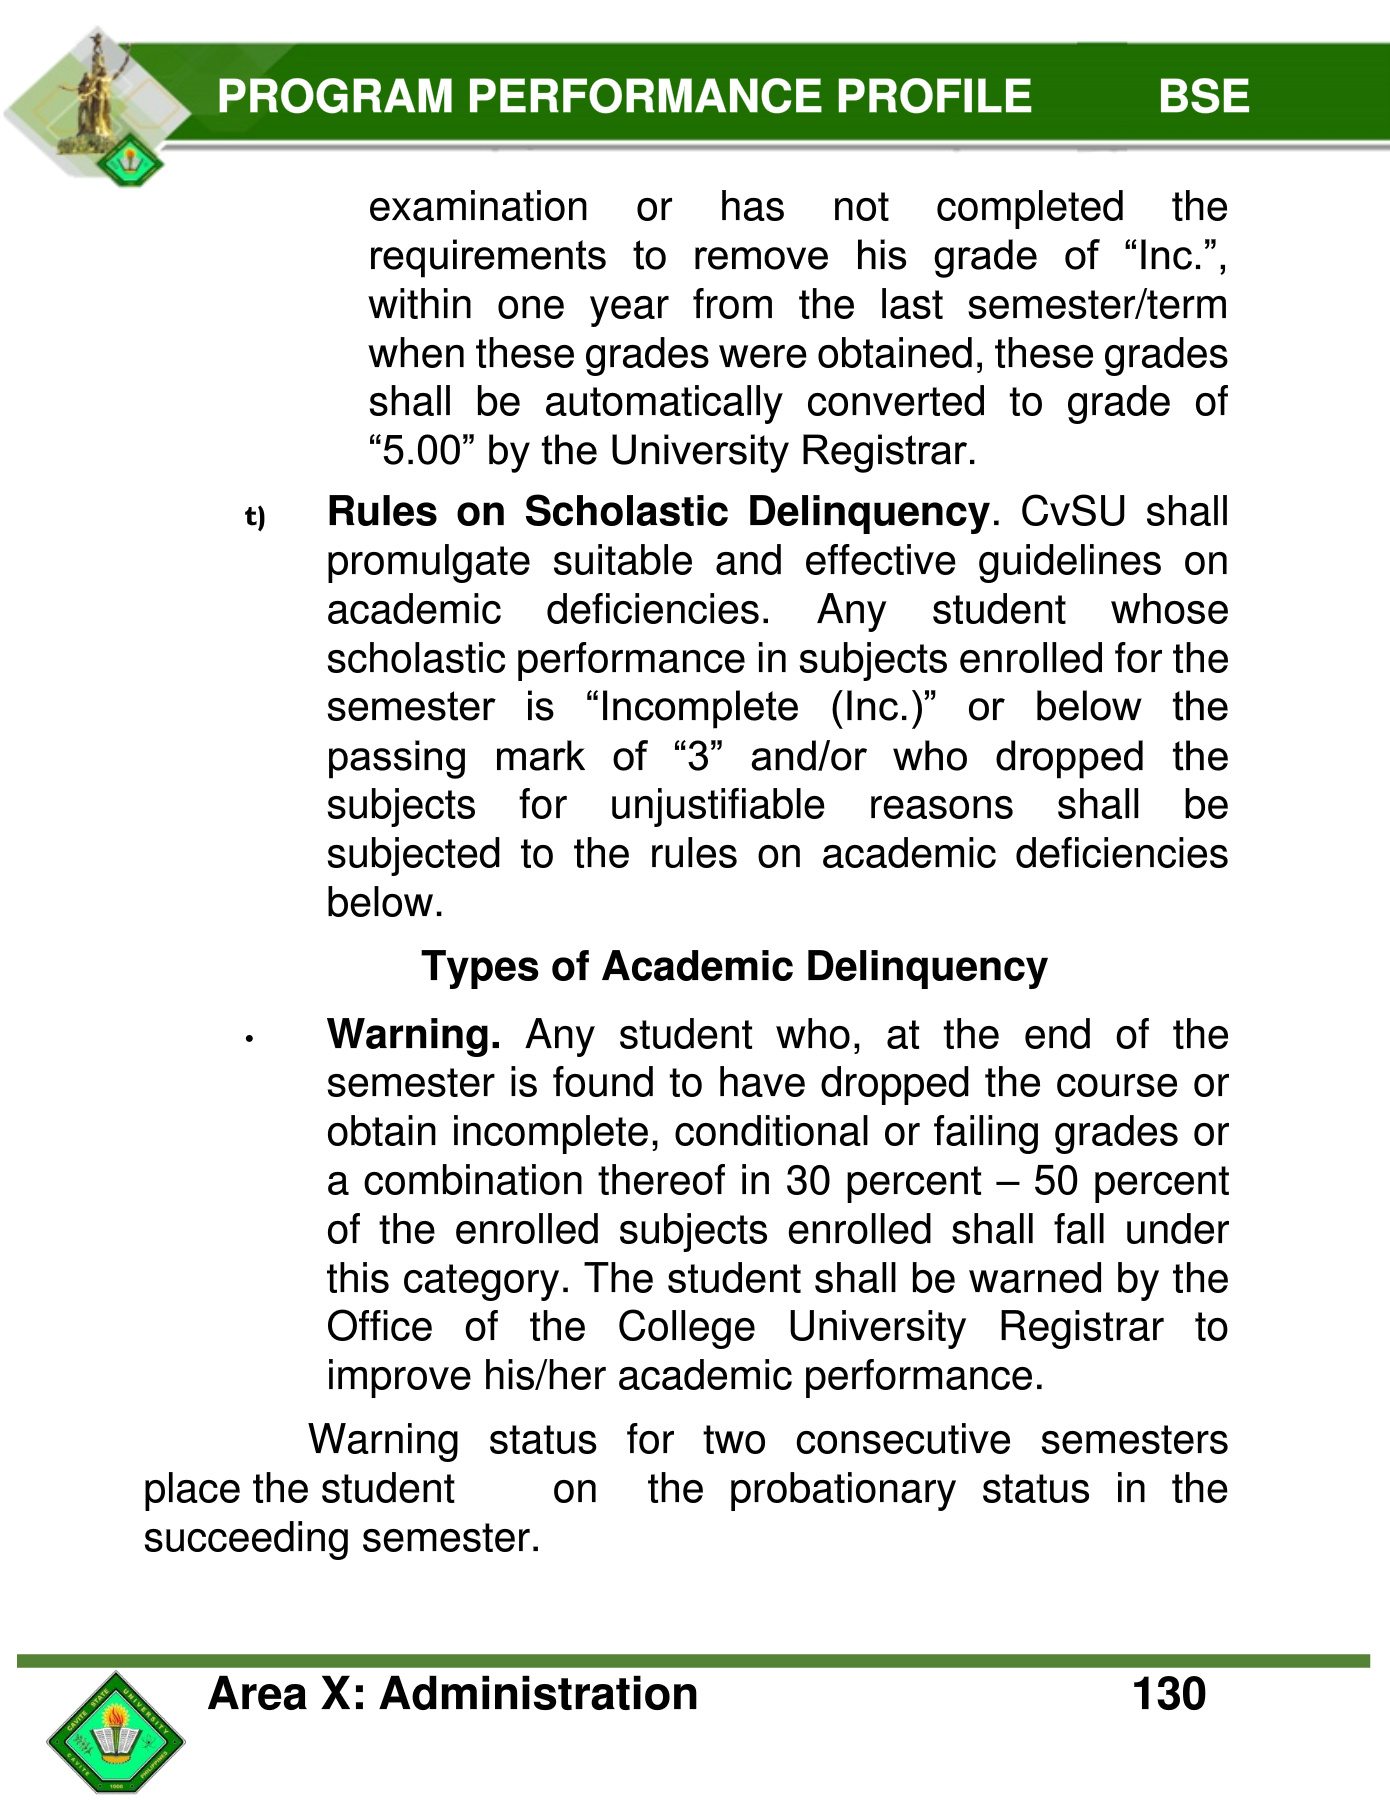 PROGRAM PERFORMANCE PROFILE BSE
examination or has not completed the
requirements to remove his grade of “Inc.”,
within one year from the last semester/term
when these grades were obtained, these grades
shall be automatically converted to grade of
“5.00” by the University Registrar.
t) Rules on Scholastic Delinquency. CvSU shall
promulgate suitable and effective guidelines on
academic deficiencies. Any student whose
scholastic performance in subjects enrolled for the
semester is “Incomplete (Inc.)” or below the
passing mark of “3” and/or who dropped the
subjects for unjustifiable reasons shall be
subjected to the rules on academic deficiencies
below.
Types of Academic Delinquency
• Warning. Any student who, at the end of the
semester is found to have dropped the course or
obtain incomplete, conditional or failing grades or
a combination thereof in 30 percent – 50 percent
of the enrolled subjects enrolled shall fall under
this category. The student shall be warned by the
Office of the College University Registrar to
improve his/her academic performance.
Warning status for two consecutive semesters
place the student on the probationary status in the
succeeding semester.
Area X: Administration 130
CAVITE STATE UNIVERSITY
CAVITE PHILIPPINES
1906